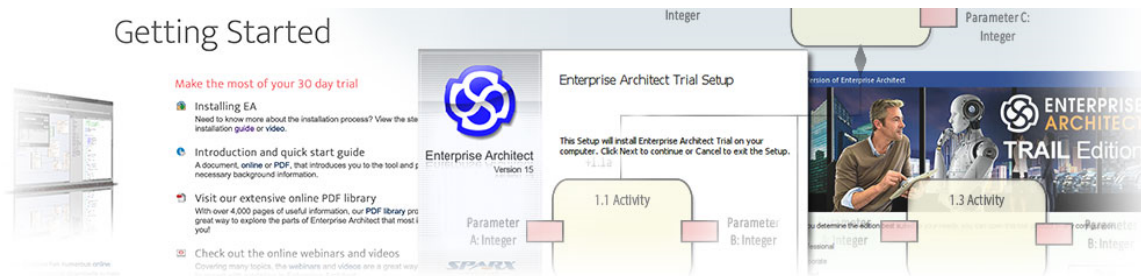 Getting Started
Make the most of your 30 day trial
Installing EA
Need to know more about the installation process? View the ste
installation guide or video.
Introduction and quick start guide
A document, online or PDF, that introduces you to the tool and p
necessary background information.
Visit our extensive online PDF library
With over 4,000 pages of useful information, our PDF library pro
great way to explore the parts of Enterprise Architect that most i
you!
Check out the online webinars and videos
Covering many topics, the webinars and videos are a great way
Enterprise Architect
Version 15
SPARX
Enterprise Architect Trial Setup
This Setup will install Enterprise Architect Trial on your
computer. Click Next to continue or Cancel to exit the Setup.
v1.18
Integer
Parameter C:
Integer
ersion of Enterprise Architect
ENTERPRISE
ARCHITECT
TRAIL Edition
1.1 Activity
Parameter
A: Integer
Parameter
B: Integer
1.3 Activity
Integer
Paramete
B: Integer